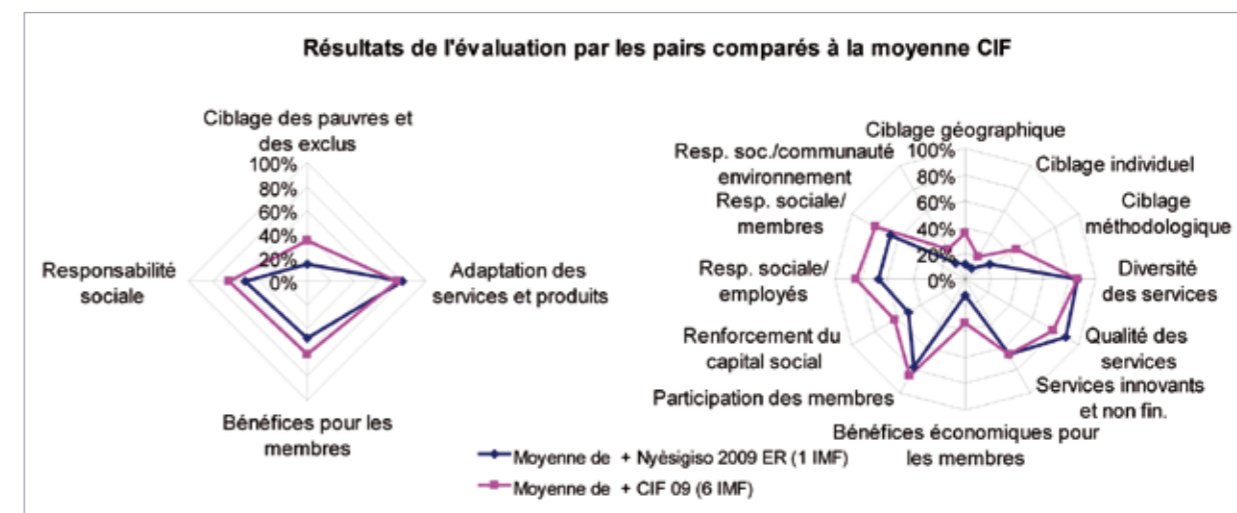 Résultats de l'évaluation par les pairs comparés à la moyenne CIF
Ciblage des pauvres et
des exclus
100%
80%
60%
40%
20%
0%
Responsabilité
sociale
Adaptation des
services et produits
Bénéfices pour les
membres
Ciblage géographique
100%
80%
60%
40%
20%
0%
Ciblage individuel
Ciblage
méthodologique
Diversité
des services
Qualité des
services
Services innovants
et non fin.
Bénéfices économiques pour
les membres
Participation des membres
Renforcement du
capital social
Resp. sociale/
employés
Resp. sociale/
membres
Resp. soc./communauté
environnement
Moyenne de + Nyèsigiso 2009 ER (1 IMF)
Moyenne de + CIF 09 (6 IMF)